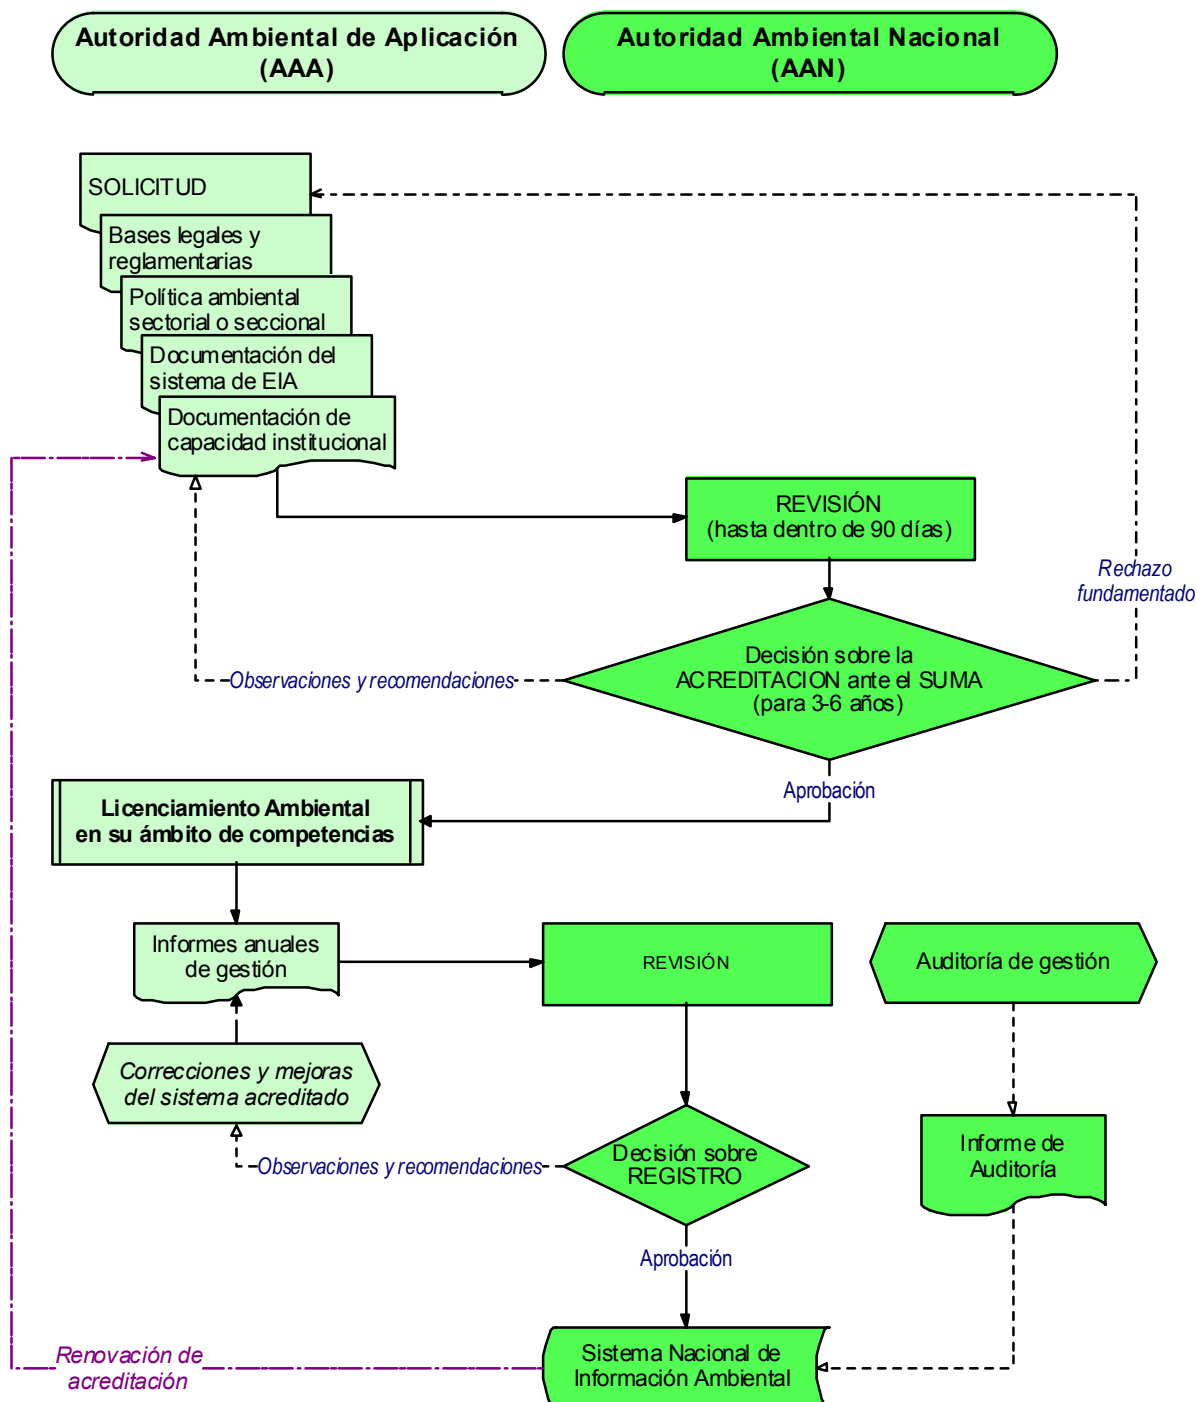 Autoridad Ambiental de Aplicación
(AAA)
Autoridad Ambiental Nacional
(AAN)
SOLICITUD
Bases legales y
reglamentarias
Política ambiental
sectorial o seccional
Documentación del
sistema de EIA
Documentación de
capacidad institucional
REVISIÓN
(hasta dentro de 90 días)
Rechazo
fundamentado
Decisión sobre la
ACREDITACION ante el SUMA
(para 3-6 años)
Observaciones y recomendaciones
Aprobación
Licenciamiento Ambiental
en su ámbito de competencias
Informes anuales
de gestión
REVISIÓN
Auditoría de gestión
Correcciones y mejoras
del sistema acreditado
Decisión sobre
REGISTRO
Observaciones y recomendaciones
Informe de
Auditoría
Aprobación
Sistema Nacional de
Información Ambiental
Renovación de
acreditación